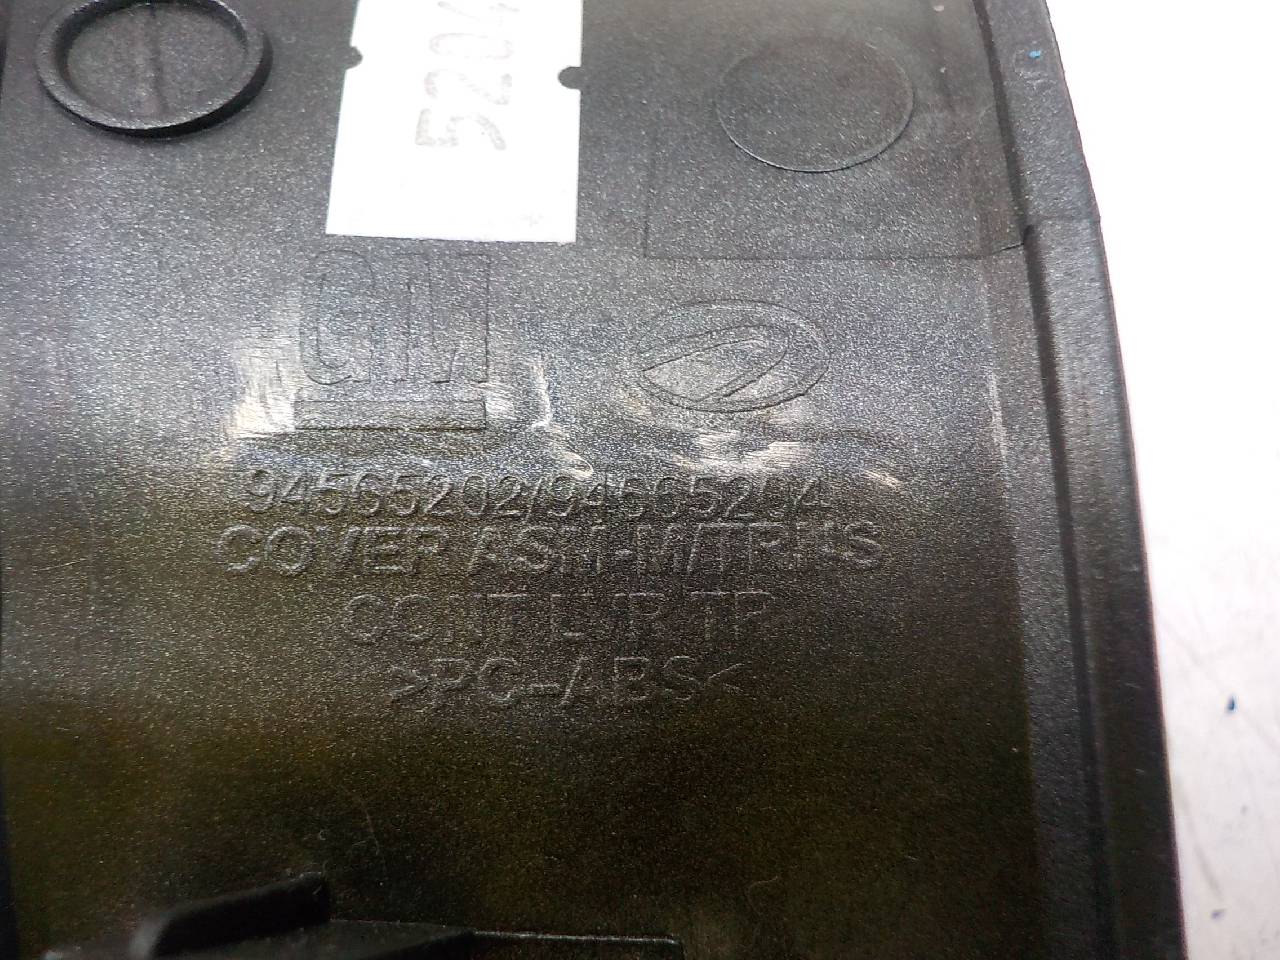 5204
GM
94565202/94565204
COVER ASM-M/TRNS
CONT LVR TP
>PC-ABS<